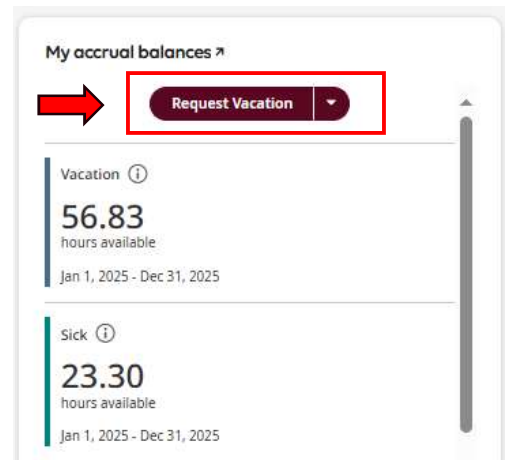 My accrual balances ↗
Request Vacation
Vacation
56.83
hours available
Jan 1, 2025 - Dec 31, 2025
Sick
23.30
hours available
Jan 1, 2025 - Dec 31, 2025